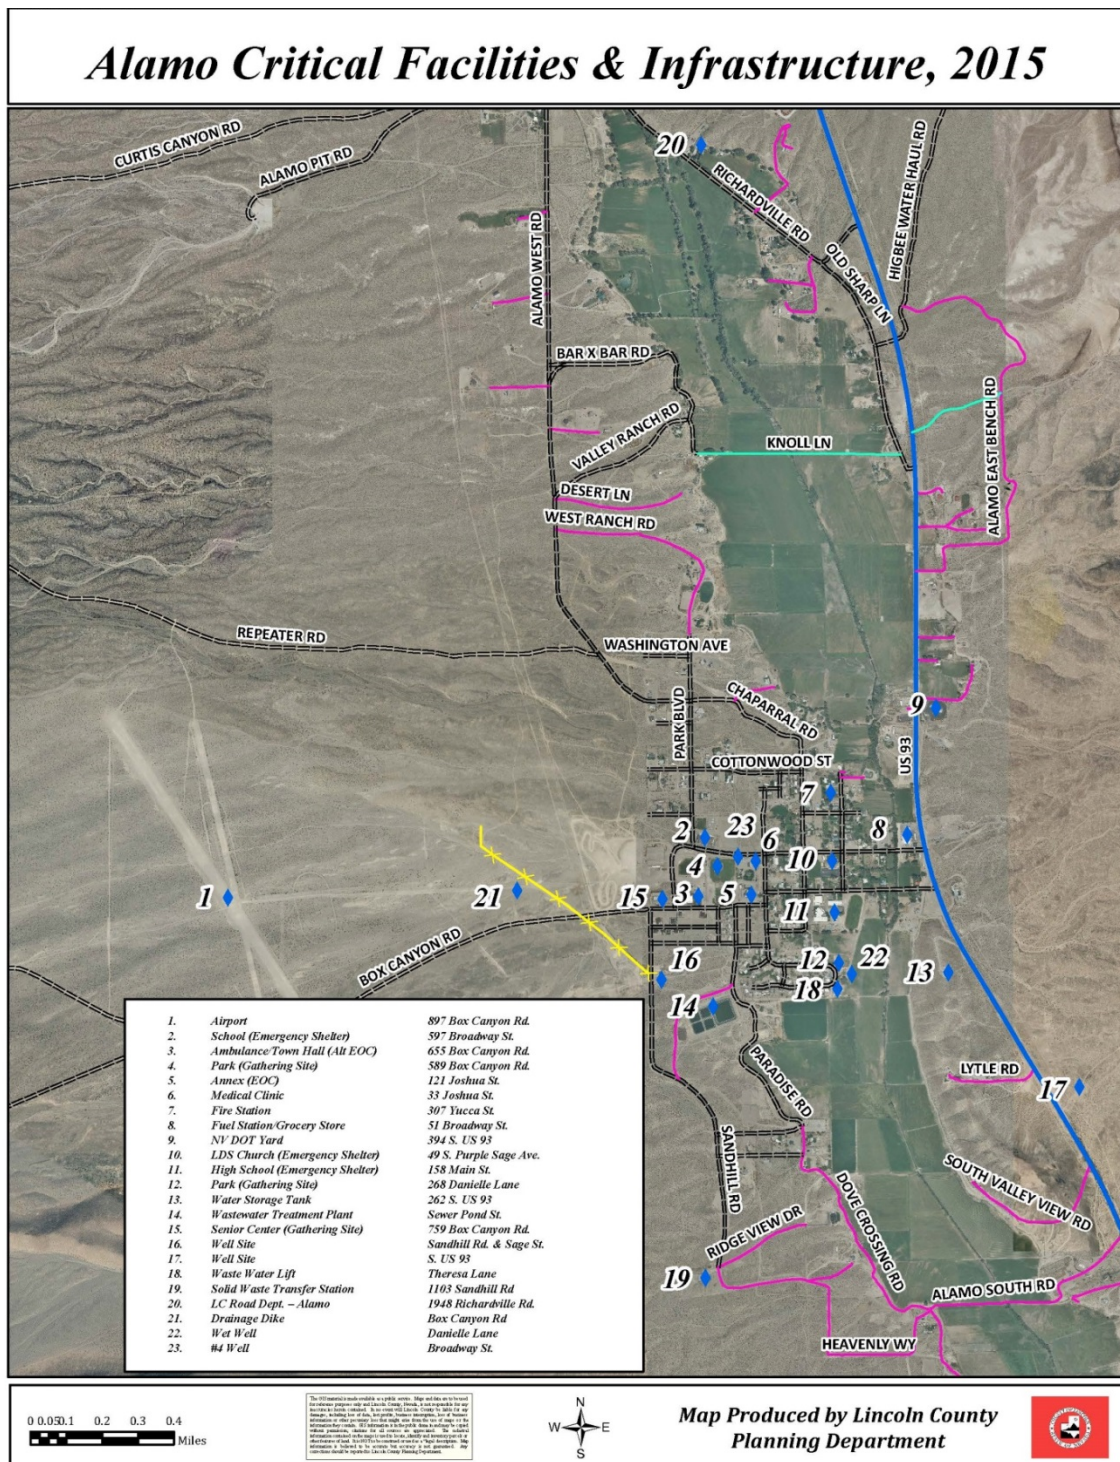 Alamo Critical Facilities & Infrastructure, 2015
CURTIS CANYON RD
ALAMO PIT RD
20
RICHARDVILLE RD
HIGBEE WATER HAUL RD
ALAMO WEST RD
OLD SHARP LN
BAR X BAR RD
VALLEY RANCH RD
KNOLL LN
ALAMO EAST BENCH RD
DESERT LN
WEST RANCH RD
REPEATER RD
WASHINGTON AVE
CHAPARRAL RD
PARK BLVD
US 93
9
COTTONWOOD ST
7
2
23
6
8
4
10
1
21
15
3
5
11
BOX CANYON RD
16
12
22
13
18
14
PARADISE RD
LYTLE RD
17
SANDHILL RD
SOUTH VALLEY VIEW RD
DOVE CROSSING RD
RIDGE VIEW DR
19
ALAMO SOUTH RD
HEAVENLY WY
1. Airport 897 Box Canyon Rd.
2. School (Emergency Shelter) 597 Broadway St.
3. Ambulance/Town Hall (Alt EOC) 655 Box Canyon Rd.
4. Park (Gathering Site) 589 Box Canyon Rd.
5. Annex (EOC) 121 Joshua St.
6. Medical Clinic 33 Joshua St.
7. Fire Station 307 Yucca St.
8. Fuel Station/Grocery Store 51 Broadway St.
9. NV DOT Yard 394 S. US 93
10. LDS Church (Emergency Shelter) 49 S. Purple Sage Ave.
11. High School (Emergency Shelter) 158 Main St.
12. Park (Gathering Site) 268 Danielle Lane
13. Water Storage Tank 262 S. US 93
14. Wastewater Treatment Plant Sewer Pond St.
15. Senior Center (Gathering Site) 759 Box Canyon Rd.
16. Well Site Sandhill Rd. & Sage St.
17. Well Site S. US 93
18. Waste Water Lift Theresa Lane
19. Solid Waste Transfer Station 1103 Sandhill Rd
20. LC Road Dept. – Alamo 1948 Richardville Rd.
21. Drainage Dike Box Canyon Rd
22. Wet Well Danielle Lane
23. #4 Well Broadway St.
0 0.05 0.1 0.2 0.3 0.4
Miles
N
W E
S
Map Produced by Lincoln County
Planning Department